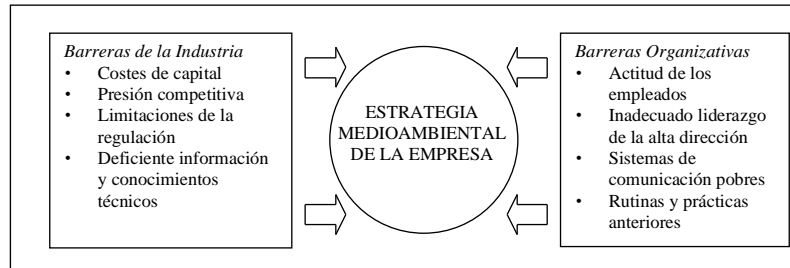 Barreras de la Industria
• Costes de capital
• Presión competitiva
• Limitaciones de la
regulación
• Deficiente información
y conocimientos
técnicos
ESTRATEGIA
MEDIOAMBIENTAL
DE LA EMPRESA
Barreras Organizativas
• Actitud de los
empleados
• Inadecuado liderazgo
de la alta dirección
• Sistemas de
comunicación pobres
• Rutinas y prácticas
anteriores